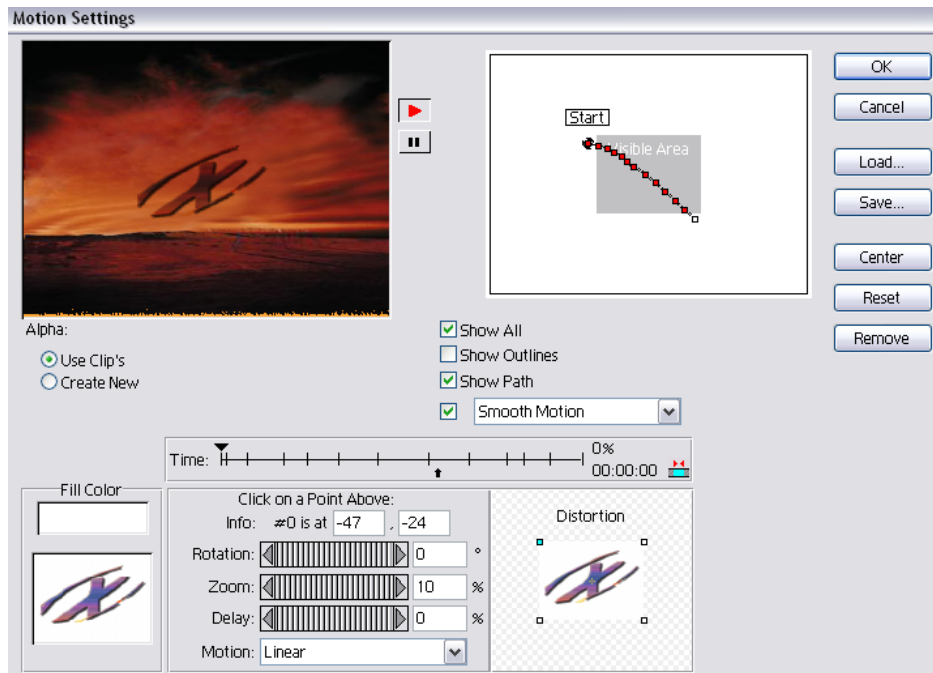 Motion Settings
Start
Visible Area
OK
Cancel
Load...
Save...
Center
Reset
Remove
Alpha:
Use Clip's
Create New
Show All
Show Outlines
Show Path
Smooth Motion
Time:
0%
00:00:00
Fill Color
Click on a Point Above:
Info: #0 is at -47 , -24
Rotation: 0 °
Zoom: 10 %
Delay: 0 %
Motion: Linear
Distortion